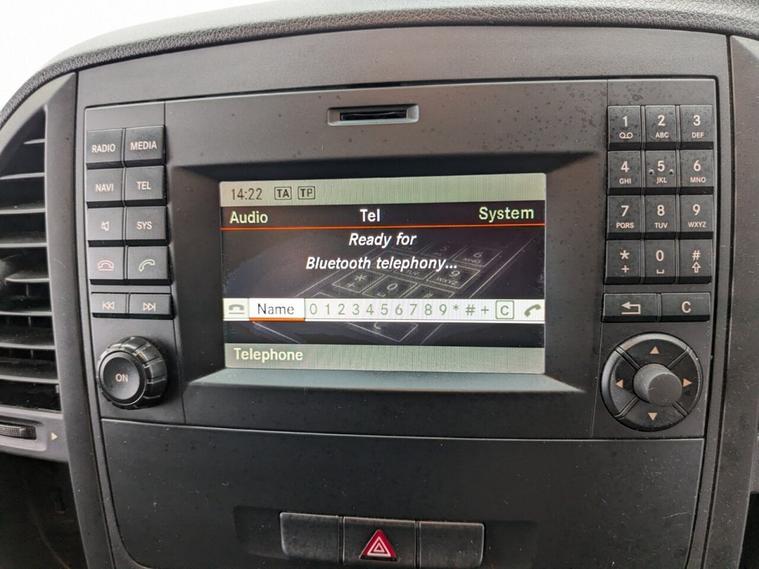 RADIO MEDIA
NAVI TEL
SYS
ON
14:22 TA TP
Audio Tel System
Ready for
Bluetooth telephony...
Name 0 1 2 3 4 5 6 7 8 9 * # + C
Telephone
1 2 3
ABC DEF
4 5 6
GHI JKL MNO
7 8 9
PQRS TUV WXYZ
* 0 #
+
C